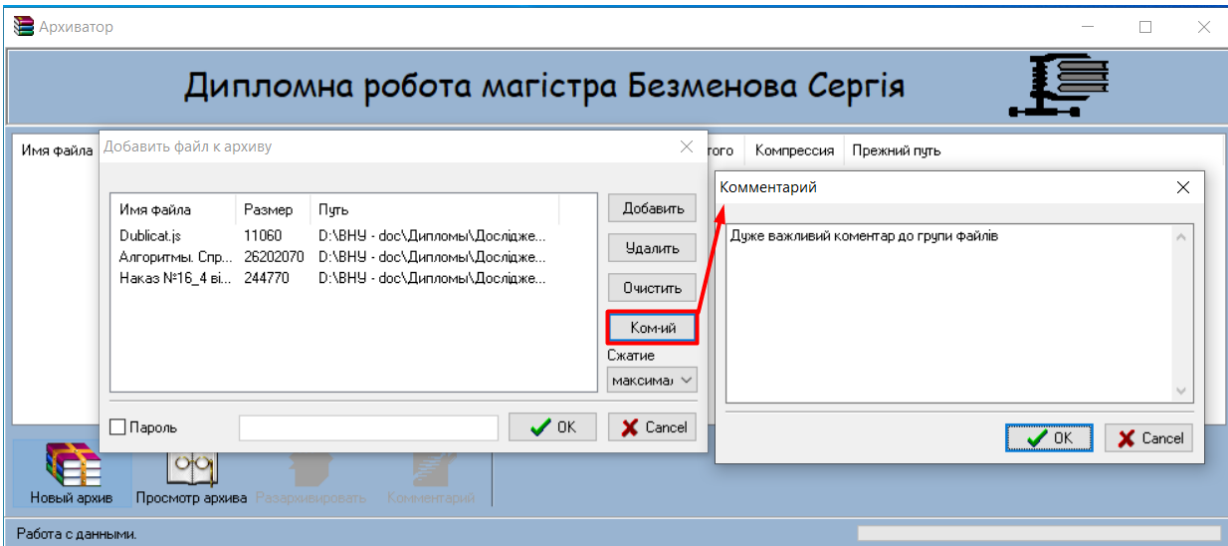 Архиватор
Дипломна робота магістра Безменова Сергія
Имя файла
того Компрессия Прежний путь
Добавить файл к архиву
Имя файла Размер Путь
Dublicat.js 11060 D:\ВНУ - doc\Дипломы\Дослідже...
Алгоритмы. Спр... 26202070 D:\ВНУ - doc\Дипломы\Дослідже...
Наказ №16_4 ві... 244770 D:\ВНУ - doc\Дипломы\Дослідже...
Добавить
Удалить
Очистить
Ком-ий
Сжатие
максимал
Пароль
OK
Cancel
Комментарий
Дуже важливий коментар до групи файлів
OK
Cancel
Новый архив Просмотр архива Разархивировать Комментарий
Работа с данными.